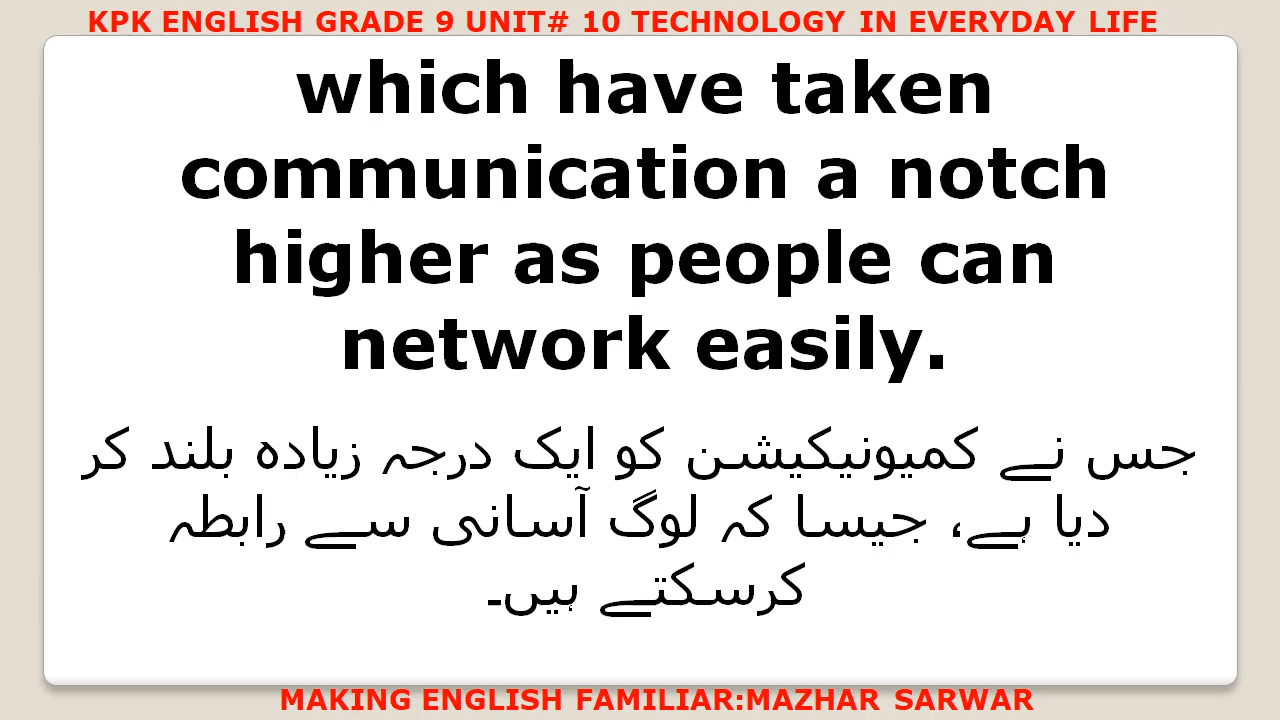 KPK ENGLISH GRADE 9 UNIT# 10 TECHNOLOGY IN EVERYDAY LIFE
which have taken
communication a notch
higher as people can
network easily.
جس نے کمیونیکیشن کو ایک درجہ زیادہ بلند کر
دیا ہے، جیسا کہ لوگ آسانی سے رابطہ
کرسکتے ہیں۔
MAKING ENGLISH FAMILIAR:MAZHAR SARWAR